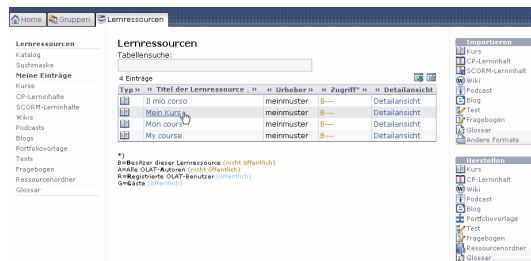 Home Gruppen Lernressourcen
Lernressourcen
Katalog
Suchmaske
Meine Einträge
Kurse
CP-Lerninhalte
SCORM-Lerninhalte
Wikis
Podcasts
Blogs
Portfoliovorlage
Tests
Fragebogen
Ressourcenordner
Glossar
Lernressourcen
Tabellensuche:
4 Einträge
Typ » « Titel der Lernressource ↓ » « Urheber » « Zugriff* » « Detailansicht
Il mio corso meinmuster B--- Detailansicht
Mein Kurs meinmuster B--- Detailansicht
Mon cours meinmuster B--- Detailansicht
My course meinmuster B--- Detailansicht
*)
B=Besitzer dieser Lernressource (nicht öffentlich)
A=Alle OLAT-Autoren (nicht öffentlich)
R=Registrierte OLAT-Benutzer (öffentlich)
G=Gäste (öffentlich)
Importieren
Kurs
CP-Lerninhalt
SCORM-Lerninhalt
Wiki
Podcast
Blog
Test
Fragebogen
Glossar
Andere Formate
Herstellen
Kurs
CP-Lerninhalt
Wiki
Podcast
Blog
Portfoliovorlage
Test
Fragebogen
Ressourcenordner
Glossar